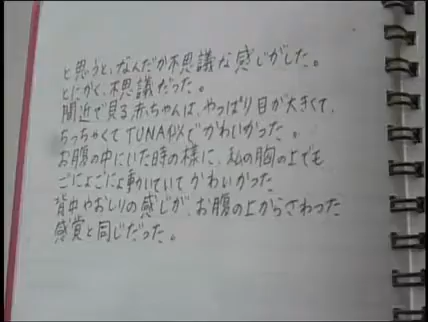 と思うと、なんだか不思議な感じがした。
とにかく、不思議だった。
間近で見る赤ちゃんは、やっぱり目が大きくて、
ちっちゃくてTUNA似でかわいかった。
お腹の中にいた時の様に、私の胸の上でも
ごにょごにょ動いていてかわいかった
背中やおしりの感じが、お腹の上からさわった
感覚と同じだった。